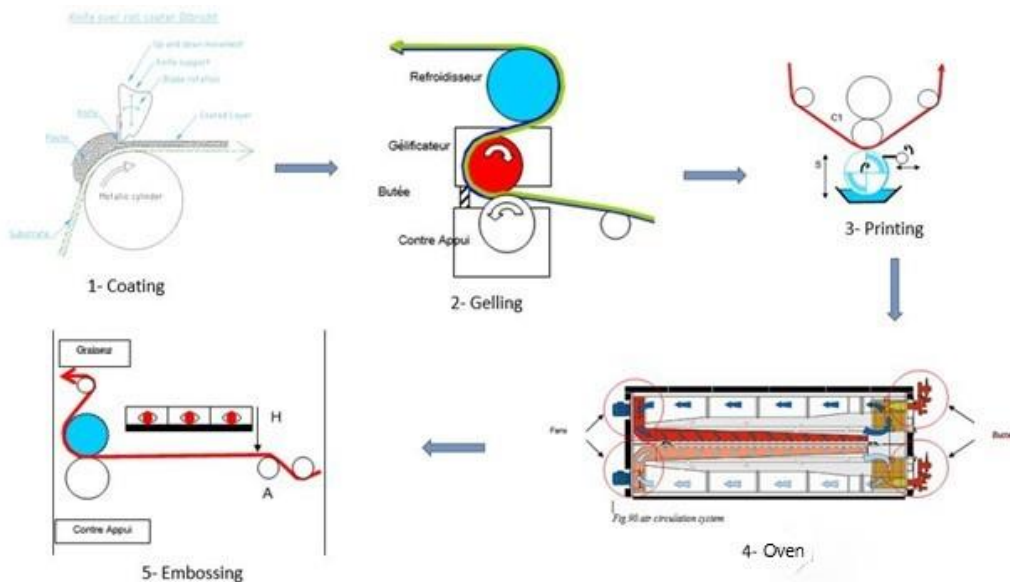 Knife over roll coater Olbricht
Up and down movement
Knife support
Blade rotation
Knife
Coated Layer
Paste
Metallic cylinder
Substrate
1- Coating
Refroidisseur
Gélificateur
Butée
Contre Appui
2- Gelling
C1
S
3- Printing
Graineur
H
A
Contre Appui
5- Embossing
Fans
Fig.90 air circulation system
4- Oven